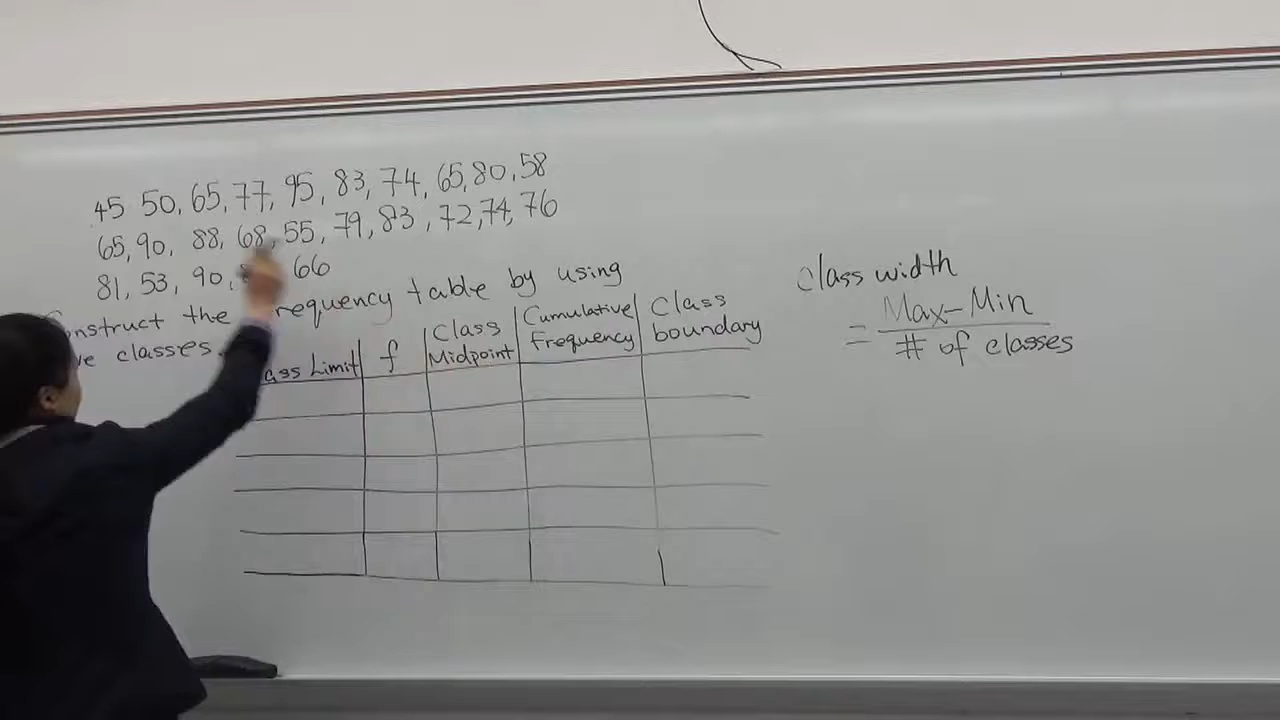 45 50, 65, 77, 95, 83, 74, 65, 80, 58
65, 90, 88, 68, 55, 79, 83, 72, 74, 76
81, 53, 90, 66
the frequency table by using
classes
Limit f Class Midpoint Cumulative Frequency Class boundary
class width
= Max-Min
# of classes